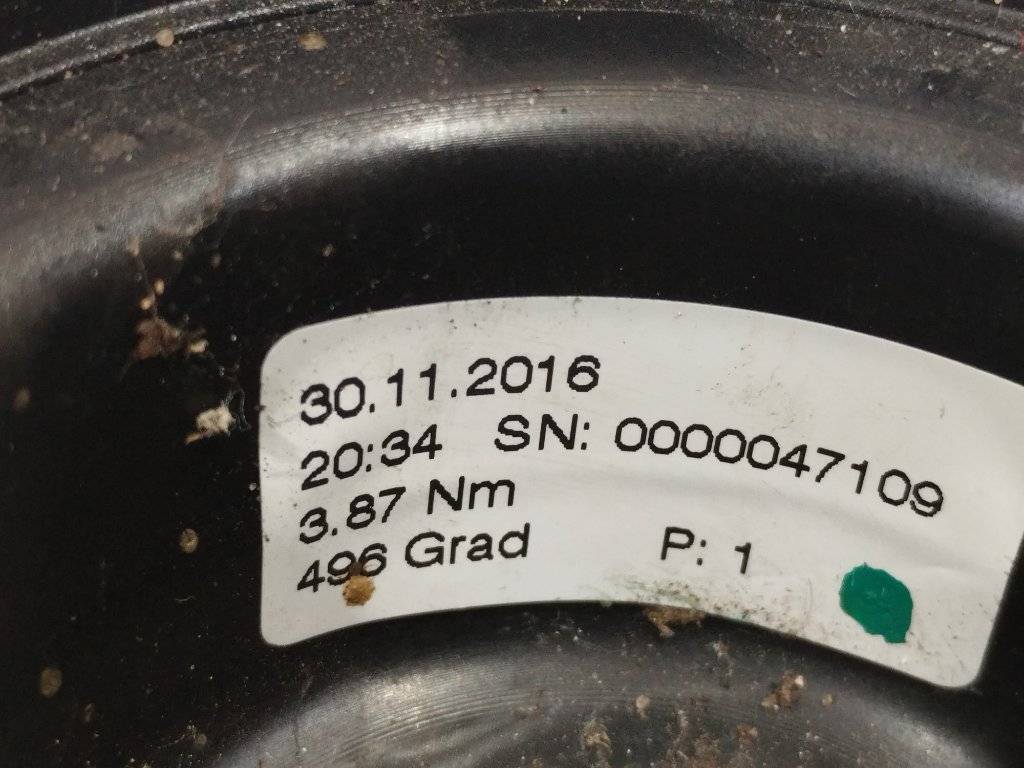 30.11.2016
20:34 SN: 0000047109
3.87 Nm
496 Grad P: 1